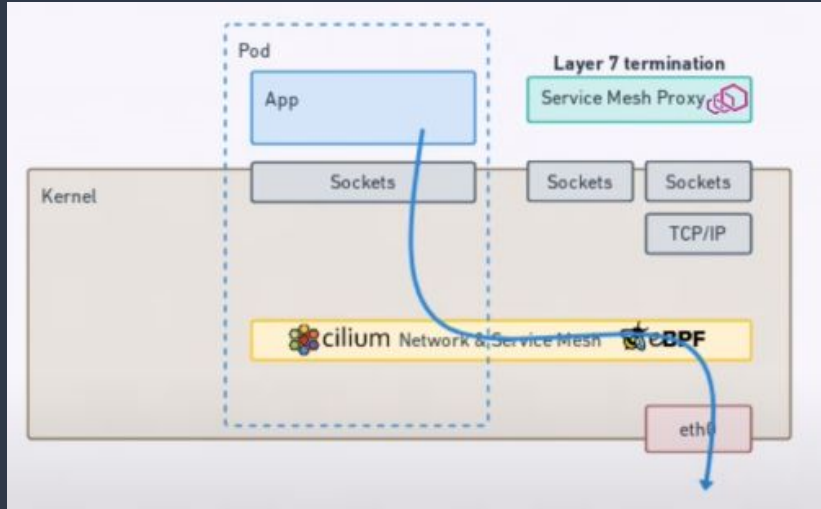 Pod
Layer 7 termination
App
Service Mesh Proxy
Kernel
Sockets
Sockets
Sockets
TCP/IP
cilium Network & Service Mesh eBPF
eth0